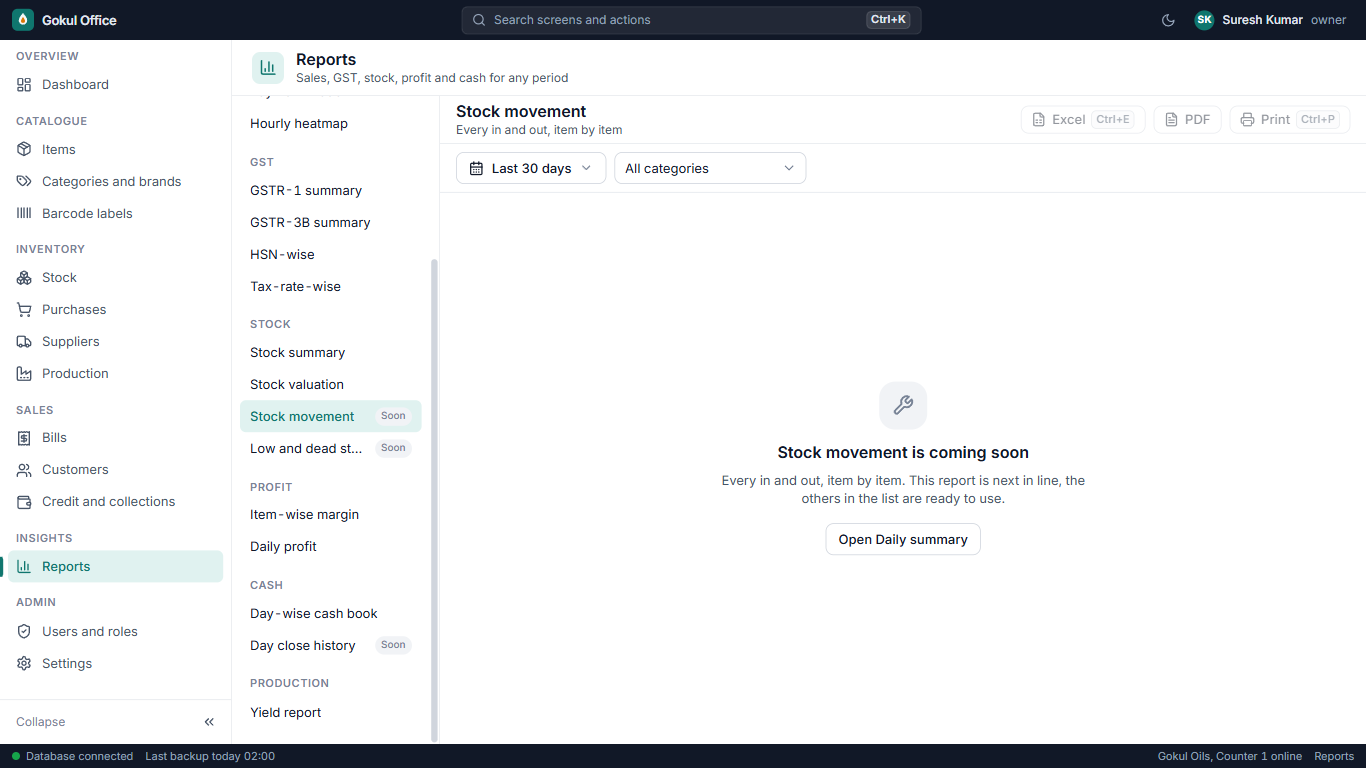 Gokul Office
Search screens and actions
Ctrl+K
SK
Suresh Kumar owner
OVERVIEW
Dashboard
CATALOGUE
Items
Categories and brands
Barcode labels
INVENTORY
Stock
Purchases
Suppliers
Production
SALES
Bills
Customers
Credit and collections
INSIGHTS
Reports
ADMIN
Users and roles
Settings
Collapse
Reports
Sales, GST, stock, profit and cash for any period
Hourly heatmap
GST
GSTR-1 summary
GSTR-3B summary
HSN-wise
Tax-rate-wise
STOCK
Stock summary
Stock valuation
Stock movement Soon
Low and dead st... Soon
PROFIT
Item-wise margin
Daily profit
CASH
Day-wise cash book
Day close history Soon
PRODUCTION
Yield report
Stock movement
Every in and out, item by item
Excel Ctrl+E
PDF
Print Ctrl+P
Last 30 days
All categories
Stock movement is coming soon
Every in and out, item by item. This report is next in line, the
others in the list are ready to use.
Open Daily summary
Database connected
Last backup today 02:00
Gokul Oils, Counter 1 online
Reports